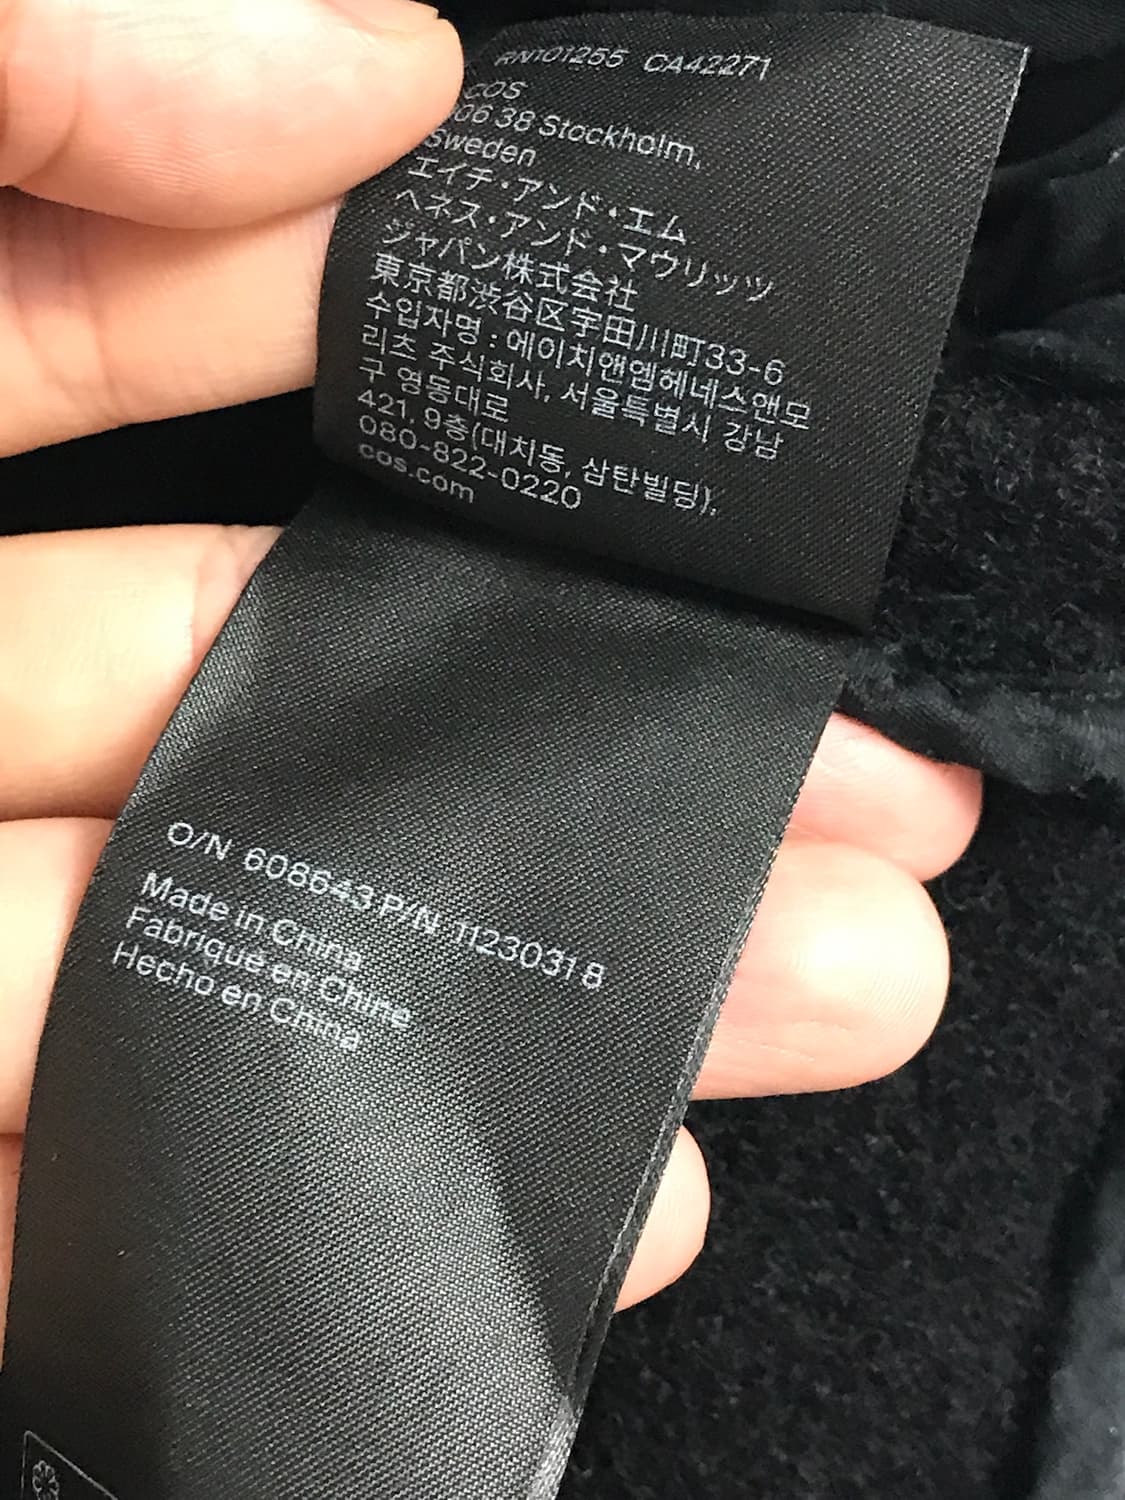 RN101255 CA42271
COS
106 38 Stockholm,
Sweden
エイチ・アンド・エム
ヘネス・アンド・マウリッツ
ジャパン株式会社
東京都渋谷区宇田川町33-6
수입자명 : 에이치앤엠헤네스앤모
리츠 주식회사, 서울특별시 강남
구 영동대로
421, 9층(대치동, 삼탄빌딩),
080-822-0220
cos.com
O/N 608643 P/N 11230318
Made in China
Fabriqué en Chine
Hecho en China